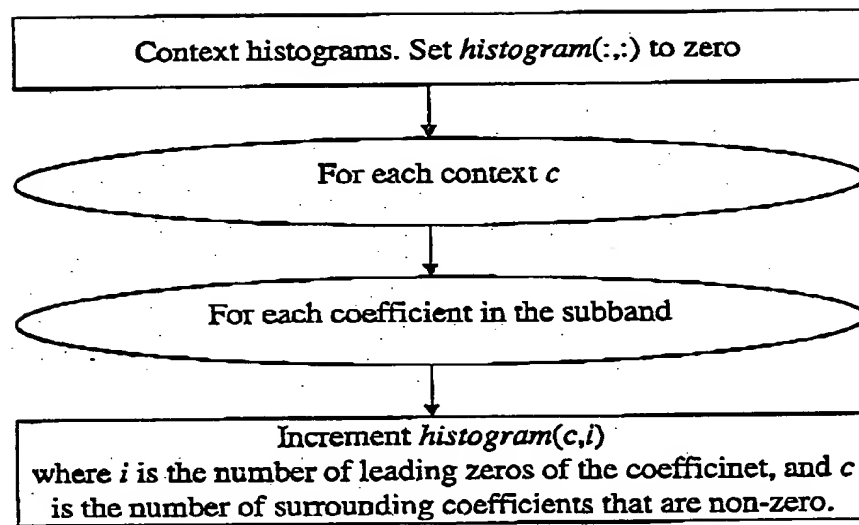 Context histograms. Set histogram(:,:) to zero
For each context c
For each coefficient in the subband
Increment histogram(c,i)
where i is the number of leading zeros of the coefficinet, and c
is the number of surrounding coefficients that are non-zero.